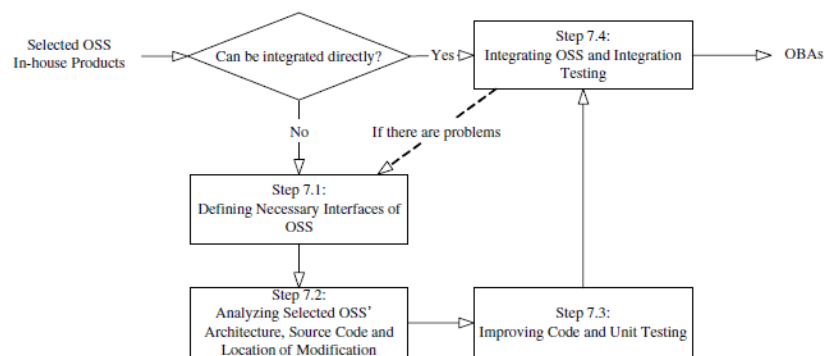 Selected OSS
In-house Products
Can be integrated directly?
Yes
Step 7.4:
Integrating OSS and Integration
Testing
OBAs
No
If there are problems
Step 7.1:
Defining Necessary Interfaces of
OSS
Step 7.2:
Analyzing Selected OSS’
Architecture, Source Code and
Location of Modification
Step 7.3:
Improving Code and Unit Testing